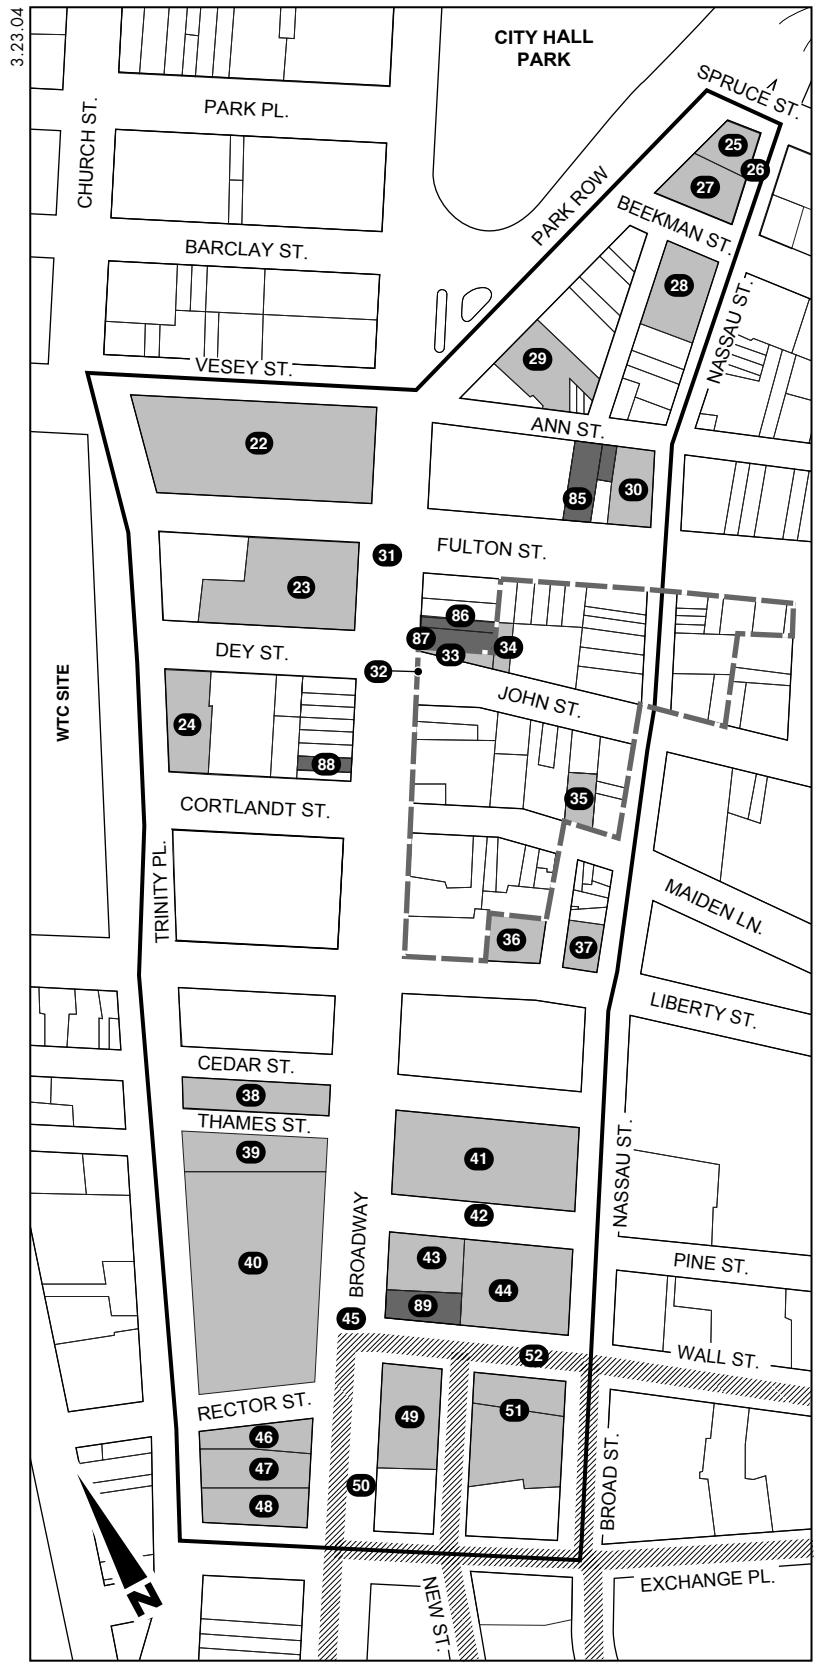 3.23.04
CITY HALL
PARK
SPRUCE ST.
PARK PL.
CHURCH ST.
25
26
27
PARK ROW
BEEKMAN ST.
BARCLAY ST.
28
NASSAU ST.
VESEY ST.
29
ANN ST.
22
85
30
31
FULTON ST.
23
86
87
33
34
DEY ST.
32
WTC SITE
JOHN ST.
24
88
35
CORTLANDT ST.
TRINITY PL.
MAIDEN LN.
36
37
LIBERTY ST.
CEDAR ST.
38
THAMES ST.
39
41
NASSAU ST.
42
BROADWAY
40
43
44
PINE ST.
89
45
52
WALL ST.
RECTOR ST.
49
51
46
47
50
48
BROAD ST.
N
NEW ST.
EXCHANGE PL.